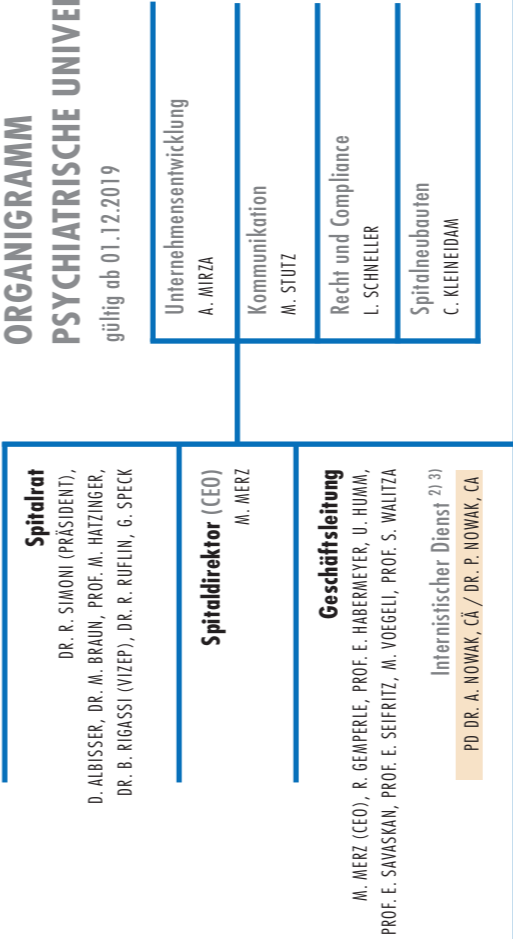 ORGANIGRAMM
PSYCHIATRISCHE
gültig ab 01.12.2019
Unternehmensentwicklung
A. MIRZA
Kommunikation
M. STUTZ
Recht und Compliance
L. SCHNELLER
Spitalneubauten
C. KLEINEIDAM
Spitalrat
DR. R. SIMONI (PRÄSIDENT),
D. ALBISSER, DR. M. BRAUN, PROF. M. HATZINGER,
DR. B. RIGASSI (VIZEP), DR. R. RUFLIN, G. SPECK
Spitaldirektor (CEO)
M. MERZ
Geschäftsleitung
M. MERZ (CEO), R. GEMPERLE, PROF. E. HABERMEYER, U. HUMM,
PROF. E. SAVASKAN, PROF. E. SEIFRITZ, M. VOEGELI, PROF. S. WALITZA
Internistischer Dienst 2) 3)
PD DR. A. NOWAK, CÄ / DR. P. NOWAK, CA